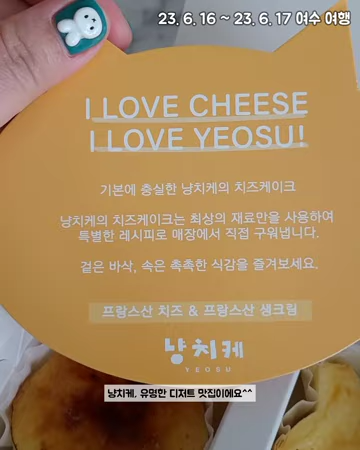 23. 6. 16 ~ 23. 6. 17 여수 여행
I LOVE CHEESE
I LOVE YEOSU!
기본에 충실한 냥치케의 치즈케이크
냥치케의 치즈케이크는 최상의 재료만을 사용하여
특별한 레시피로 매장에서 직접 구워냅니다.
겉은 바삭, 속은 촉촉한 식감을 즐겨보세요.
프랑스산 치즈 & 프랑스산 생크림
냥치케
YEOSU
냥치케, 유명한 디저트 맛집이에요^^